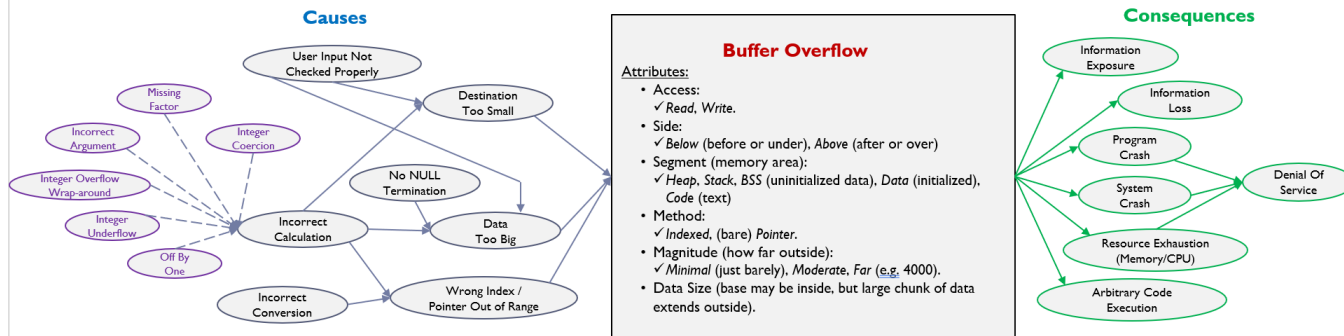 Causes
User Input Not
Checked Properly
Missing
Factor
Destination
Too Small
Incorrect
Argument
Integer
Coercion
No NULL
Termination
Integer Overflow
Wrap-around
Integer
Underflow
Incorrect
Calculation
Data
Too Big
Off By
One
Incorrect
Conversion
Wrong Index /
Pointer Out of Range
Buffer Overflow
Attributes:
• Access:
✓Read, Write.
• Side:
✓Below (before or under), Above (after or over)
• Segment (memory area):
✓Heap, Stack, BSS (uninitialized data), Data (initialized),
Code (text)
• Method:
✓Indexed, (bare) Pointer.
• Magnitude (how far outside):
✓Minimal (just barely), Moderate, Far (e.g. 4000).
• Data Size (base may be inside, but large chunk of data
extends outside).
Consequences
Information
Exposure
Information
Loss
Program
Crash
Denial Of
Service
System
Crash
Resource Exhaustion
(Memory/CPU)
Arbitrary Code
Execution